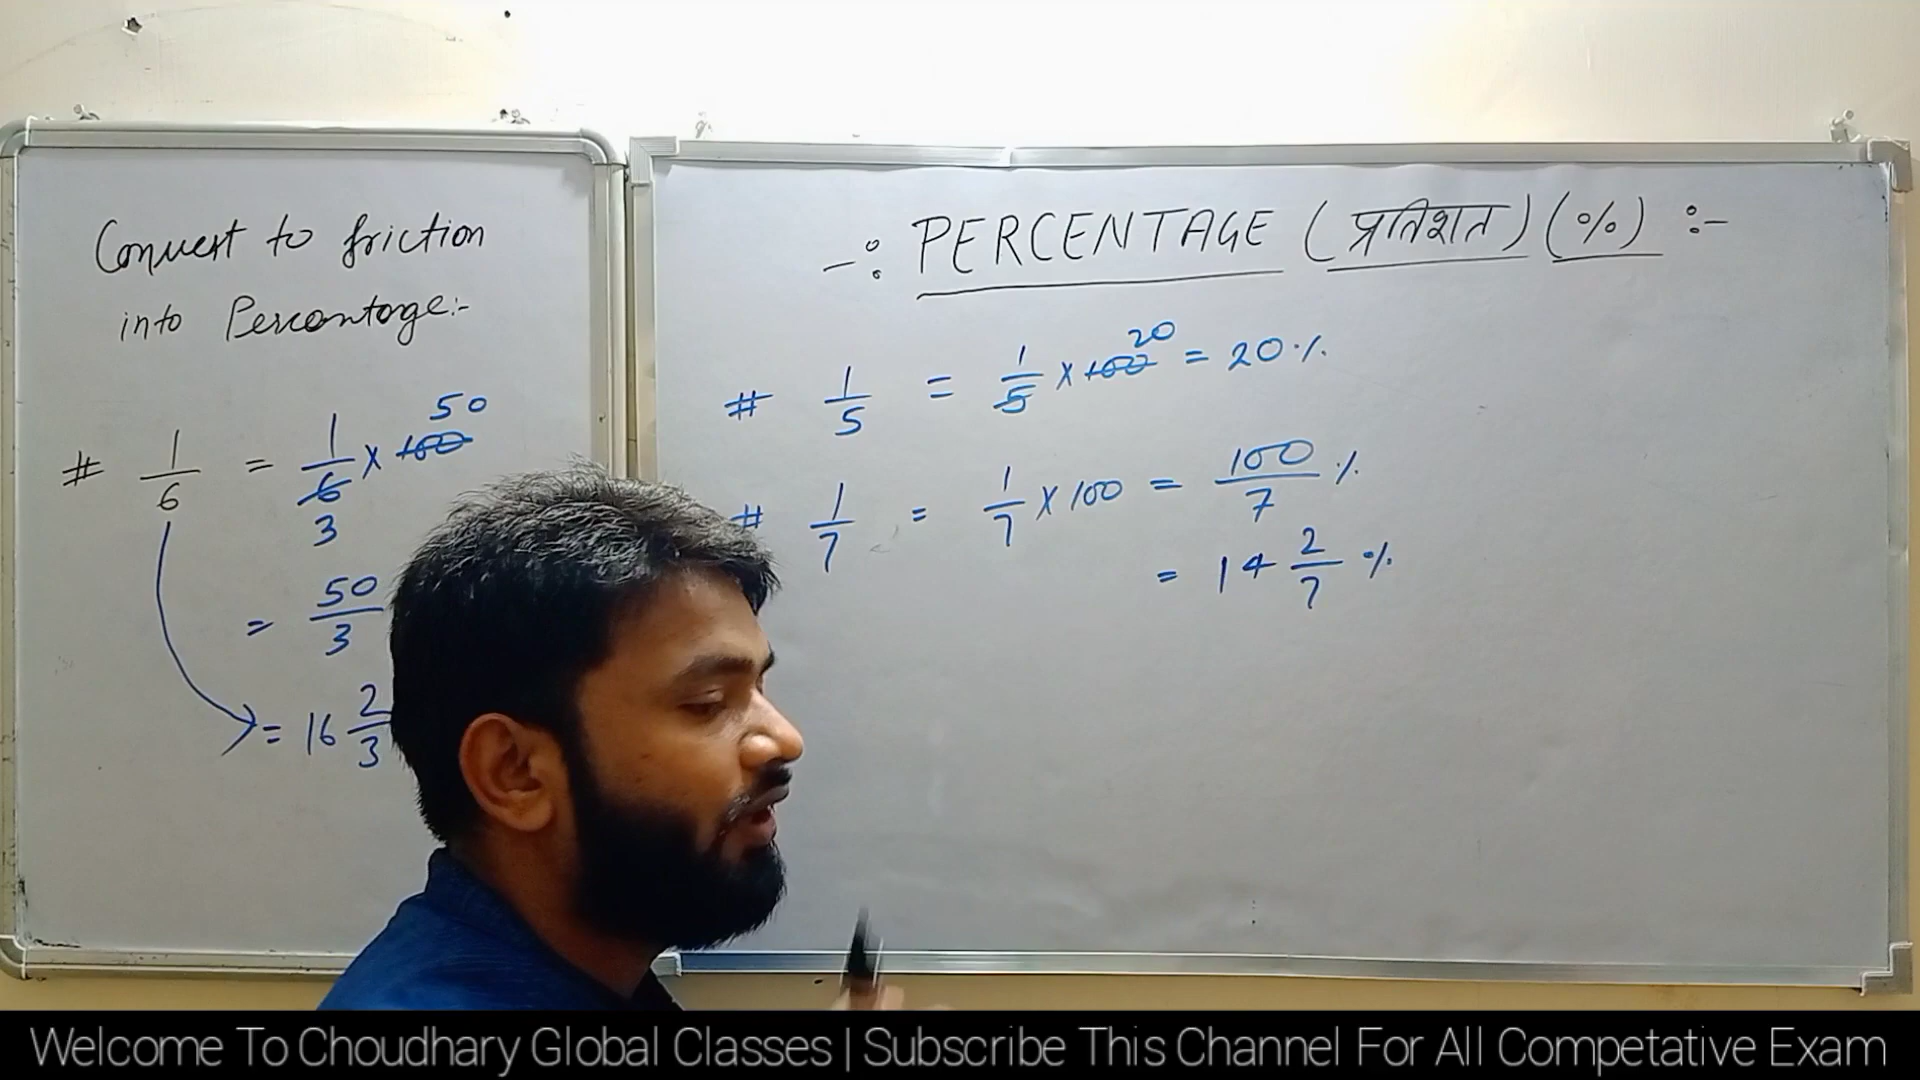 Convert to friction
into Percentage:-
# 1/6 = 1/6 x 100 50
3
= 50/3
= 16 2/3
-: PERCENTAGE (प्रतिशत) (%) :-
# 1/5 = 1/5 x 100 20 = 20%
# 1/7 = 1/7 x 100 = 100/7 %
= 14 2/7 %
Welcome To Choudhary Global Classes | Subscribe This Channel For All Competative Exam